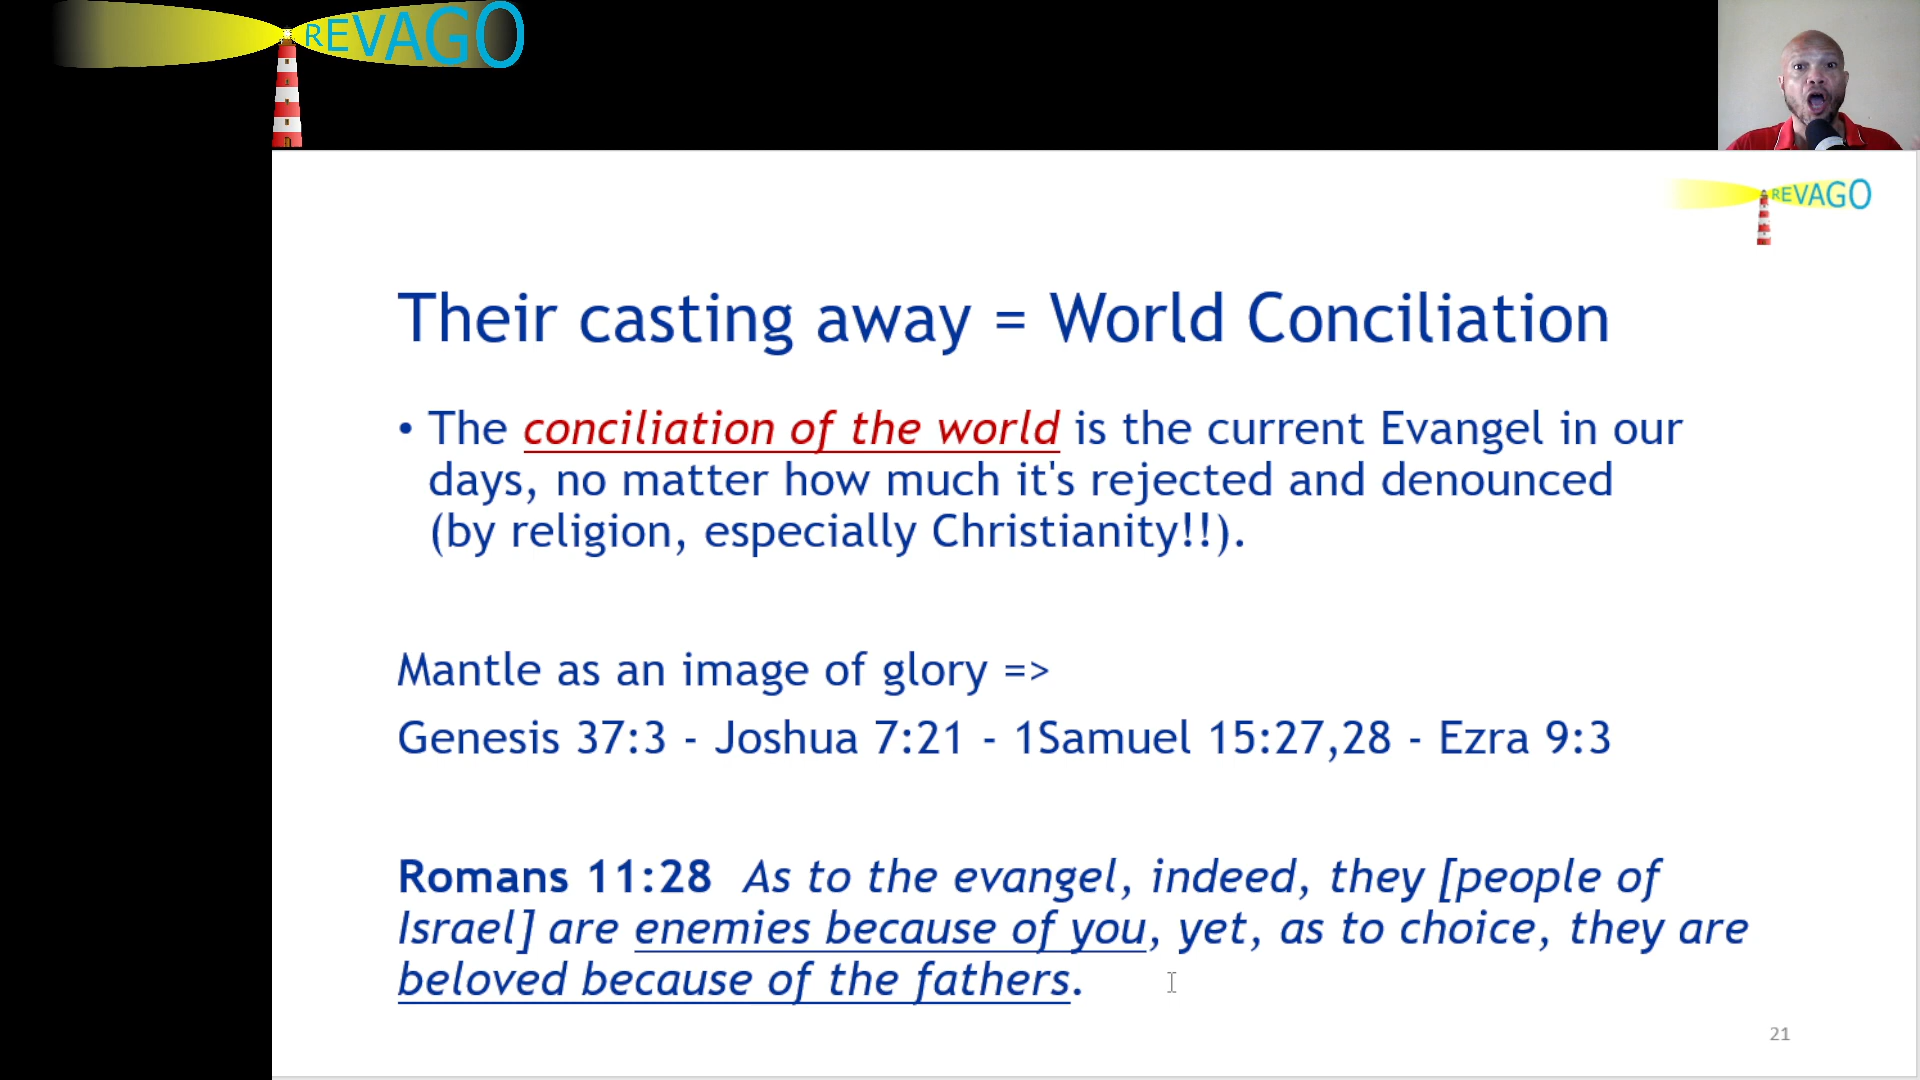 REVAGO
REVAGO
Their casting away = World Conciliation
• The conciliation of the world is the current Evangel in our
days, no matter how much it's rejected and denounced
(by religion, especially Christianity!!).
Mantle as an image of glory =>
Genesis 37:3 - Joshua 7:21 - 1Samuel 15:27,28 - Ezra 9:3
Romans 11:28 As to the evangel, indeed, they [people of
Israel] are enemies because of you, yet, as to choice, they are
beloved because of the fathers.
21